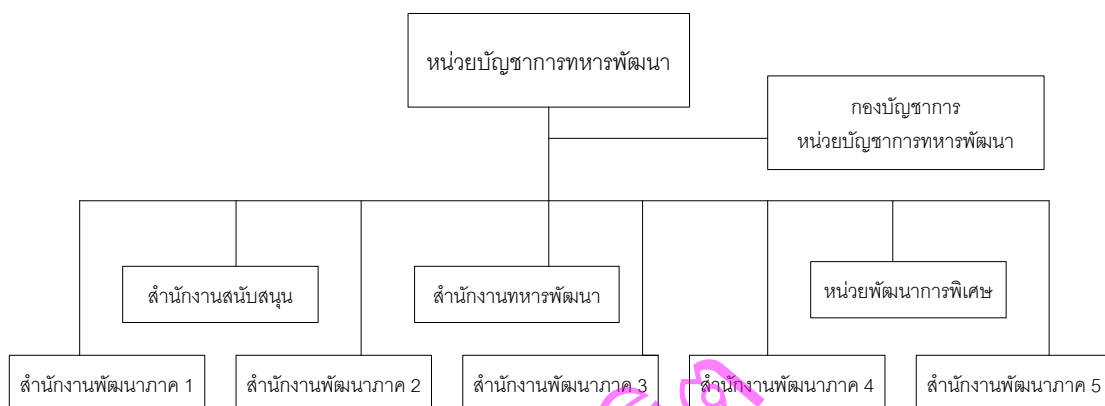 หน่วยบัญชาการทหารพัฒนา
กองบัญชาการ
หน่วยบัญชาการทหารพัฒนา
สำนักงานสนับสนุน
สำนักงานทหารพัฒนา
หน่วยพัฒนาการพิเศษ
สำนักงานพัฒนาภาค 1
สำนักงานพัฒนาภาค 2
สำนักงานพัฒนาภาค 3
สำนักงานพัฒนาภาค 4
สำนักงานพัฒนาภาค 5